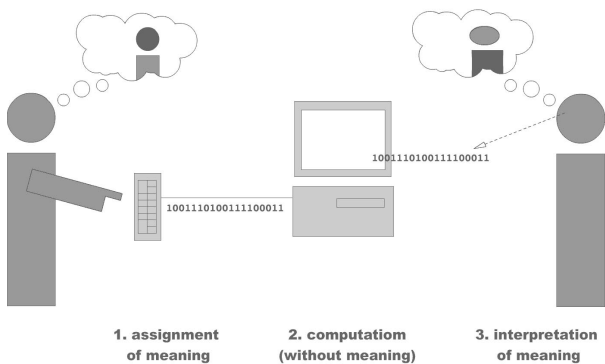 1001110100111100011
1001110100111100011
1. assignment
of meaning
2. computatiom
(without meaning)
3. interpretation
of meaning